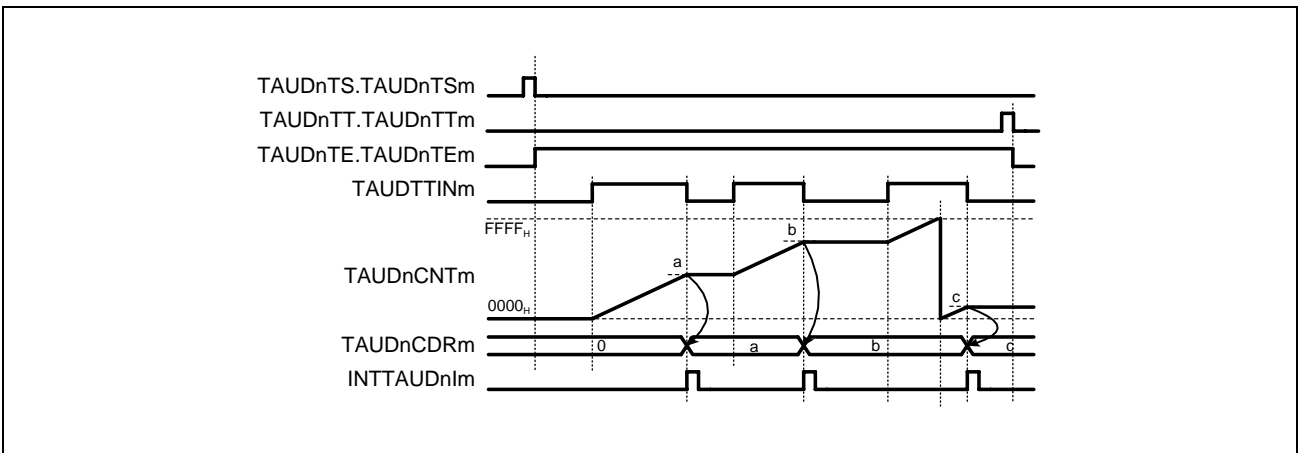 TAUDnTS.TAUDnTSm
TAUDnTT.TAUDnTTm
TAUDnTE.TAUDnTEm
TAUDTTINm
FFFFH
b
a
TAUDnCNTm
c
0000H
TAUDnCDRm
0 a b c
INTTAUDnIm